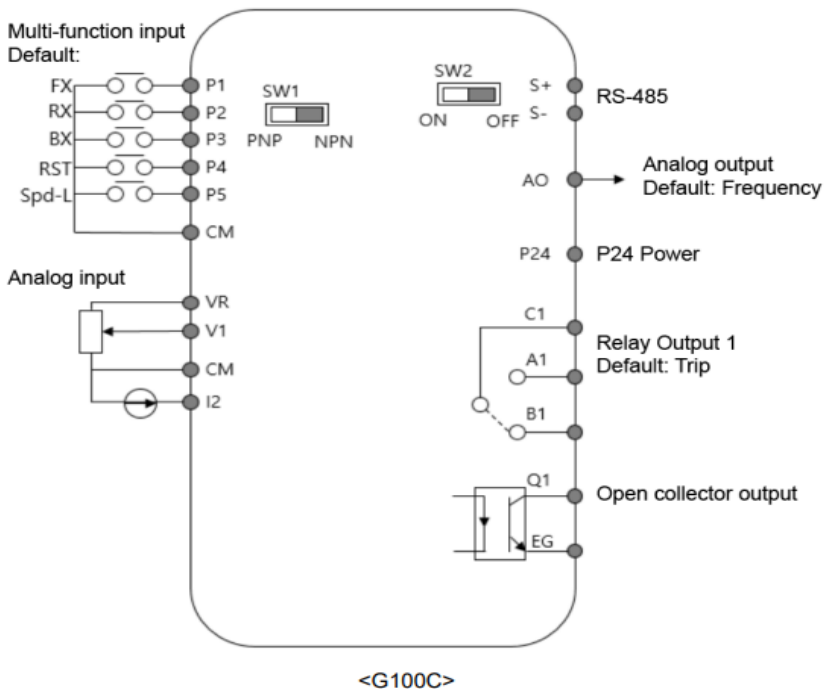 Multi-function input
Default:
FX
P1
RX
P2
BX
P3
RST
P4
Spd-L
P5
CM
SW1
PNP
NPN
SW2
ON
OFF
S+
S-
RS-485
AO
Analog output
Default: Frequency
P24
P24 Power
Analog input
VR
V1
CM
I2
C1
A1
B1
Relay Output 1
Default: Trip
Q1
EG
Open collector output
<G100C>